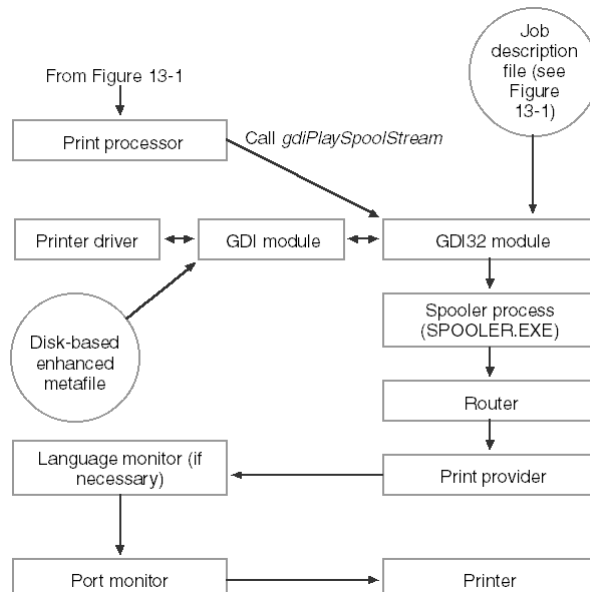 Job
description
file (see
Figure
13-1)
From Figure 13-1
Print processor
Call gdiPlaySpoolStream
Printer driver
GDI module
GDI32 module
Disk-based
enhanced
metafile
Spooler process
(SPOOLER.EXE)
Router
Language monitor (if
necessary)
Print provider
Port monitor
Printer